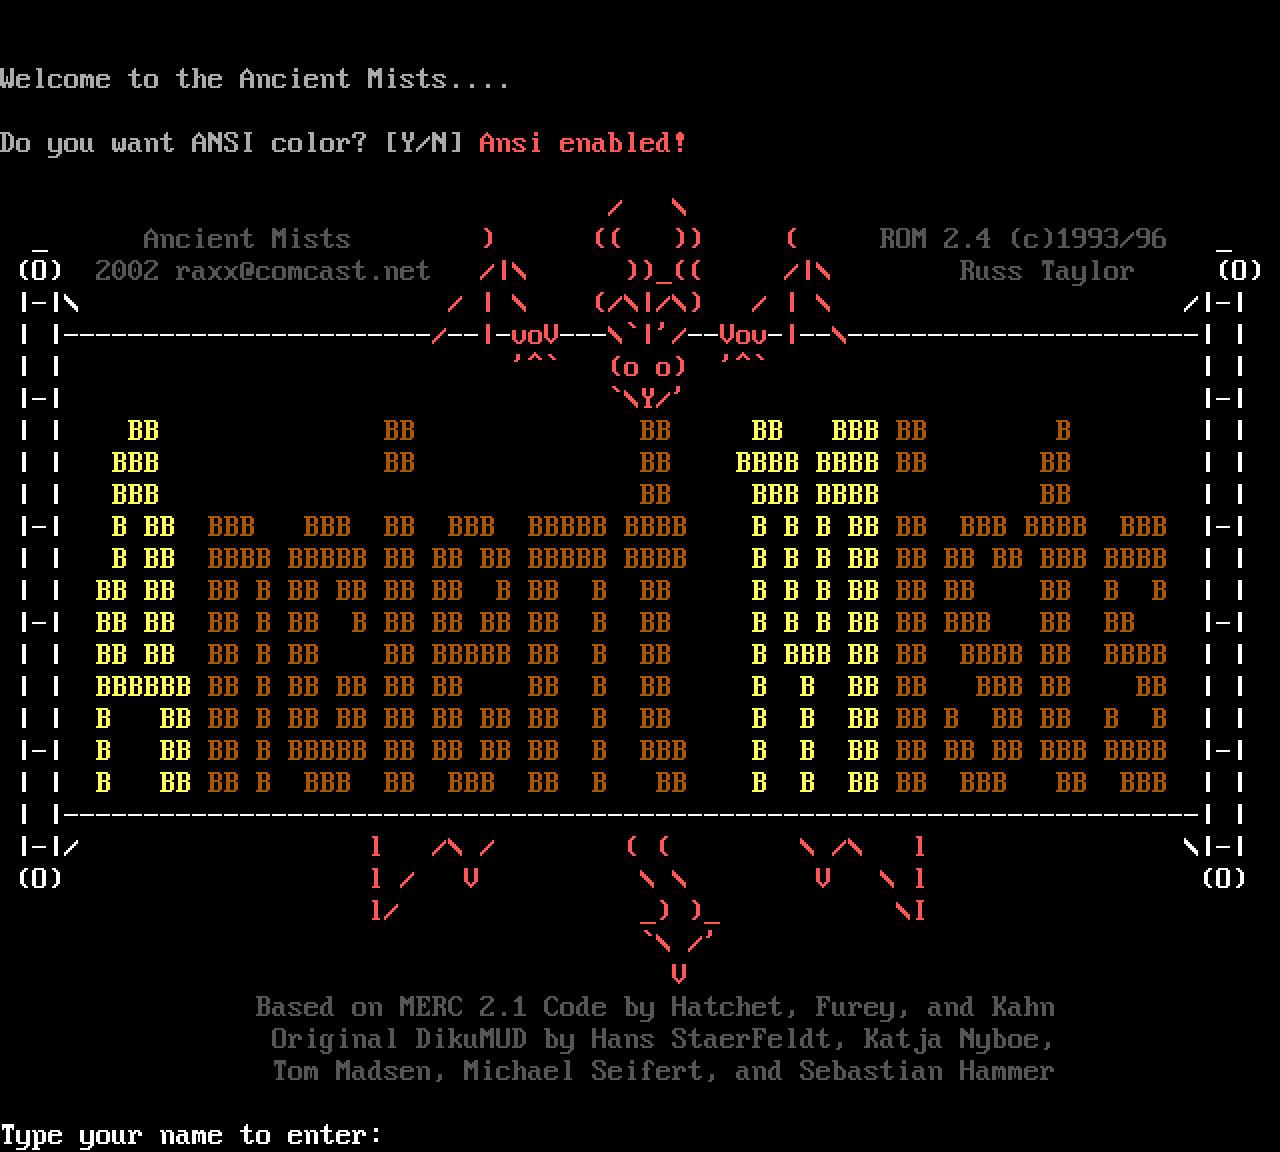 Welcome to the Ancient Mists....
Do you want ANSI color? [Y/N] Ansi enabled!
Ancient Mists
ROM 2.4 (c)1993/96
2002 raxx@comcast.net
Russ Taylor
Ancient Mists
Based on MERC 2.1 Code by Hatchet, Furey, and Kahn
Original DikuMUD by Hans StaerFeldt, Katja Nyboe,
Tom Madsen, Michael Seifert, and Sebastian Hammer
Type your name to enter: